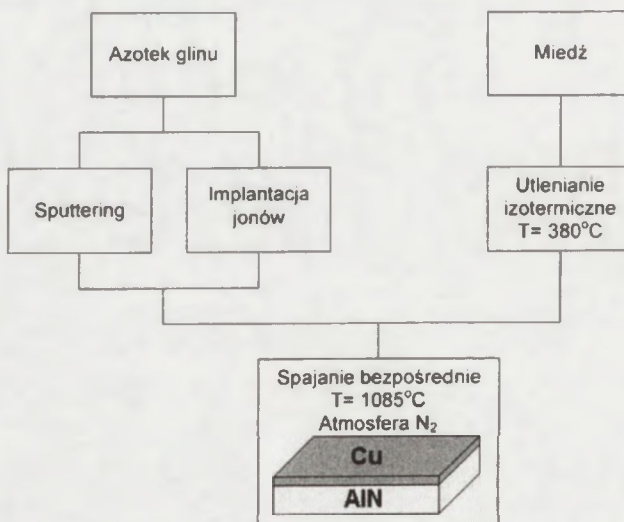 Azotek glinu
Miedź
Sputtering
Implantacja
jonów
Utlenianie
izotermiczne
T= 380°C
Spajanie bezpośrednie
T= 1085°C
Atmosfera N₂
Cu
AlN